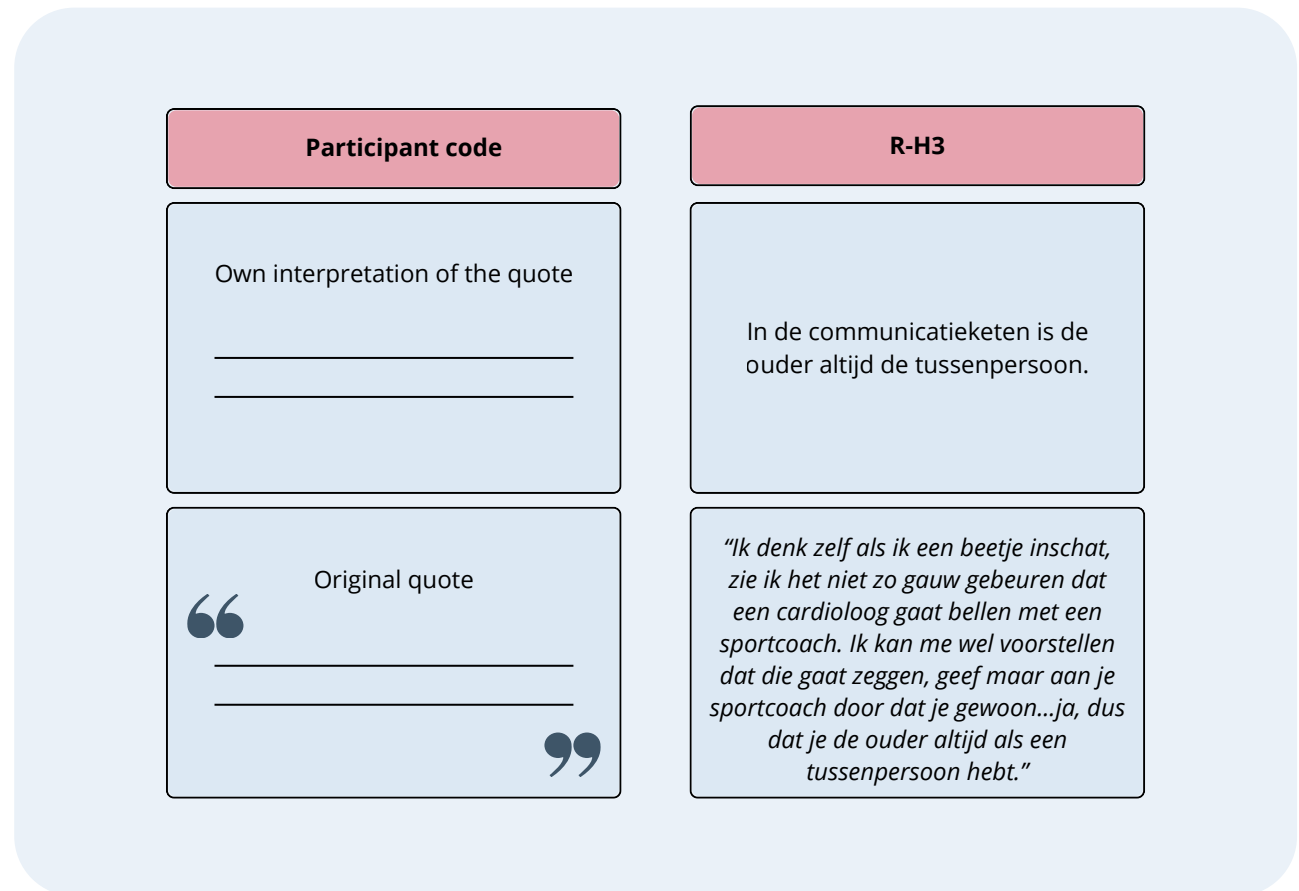 Participant code
Own interpretation of the quote
Original quote
“
”
R-H3
In de communicatieketen is de
ouder altijd de tussenpersoon.
“Ik denk zelf als ik een beetje inschat,
zie ik het niet zo gauw gebeuren dat
een cardioloog gaat bellen met een
sportcoach. Ik kan me wel voorstellen
dat die gaat zeggen, geef maar aan je
sportcoach door dat je gewoon...ja, dus
dat je de ouder altijd als een
tussenpersoon hebt.”